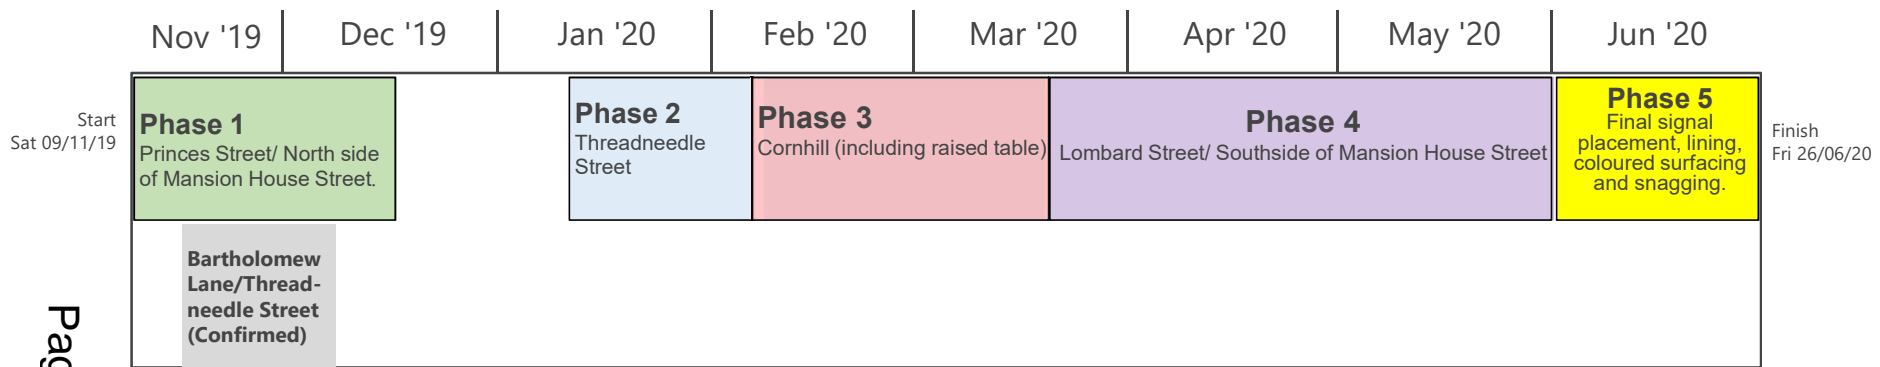 Nov '19 Dec '19 Jan '20 Feb '20 Mar '20 Apr '20 May '20 Jun '20
Start
Sat 09/11/19
Phase 1
Princes Street/ North side
of Mansion House Street.
Phase 2
Threadneedle
Street
Phase 3
Cornhill (including raised table)
Phase 4
Lombard Street/ Southside of Mansion House Street
Phase 5
Final signal
placement, lining,
coloured surfacing
and snagging.
Finish
Fri 26/06/20
Bartholomew
Lane/Thread-
needle Street
(Confirmed)